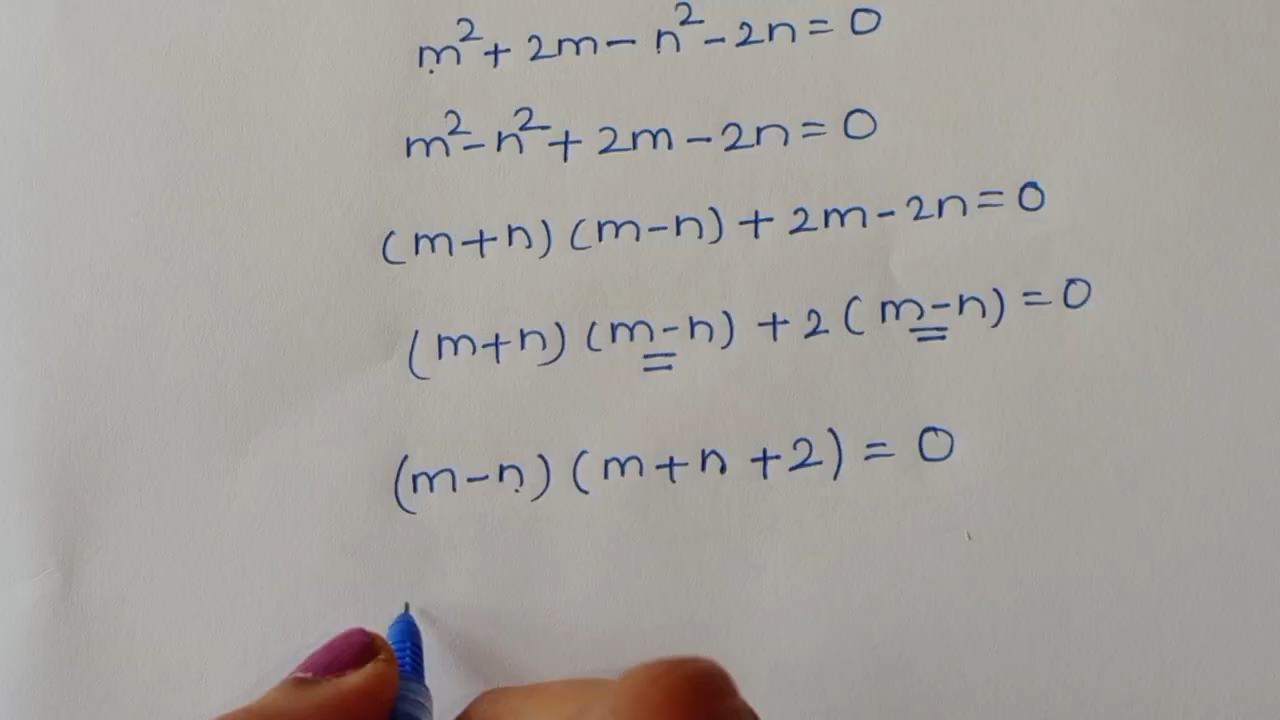 m²+2m-n²-2n=0
m²-n²+2m-2n=0
(m+n)(m-n)+2m-2n=0
(m+n)(m-n)+2(m-n)=0
(m-n)(m+n+2)=0